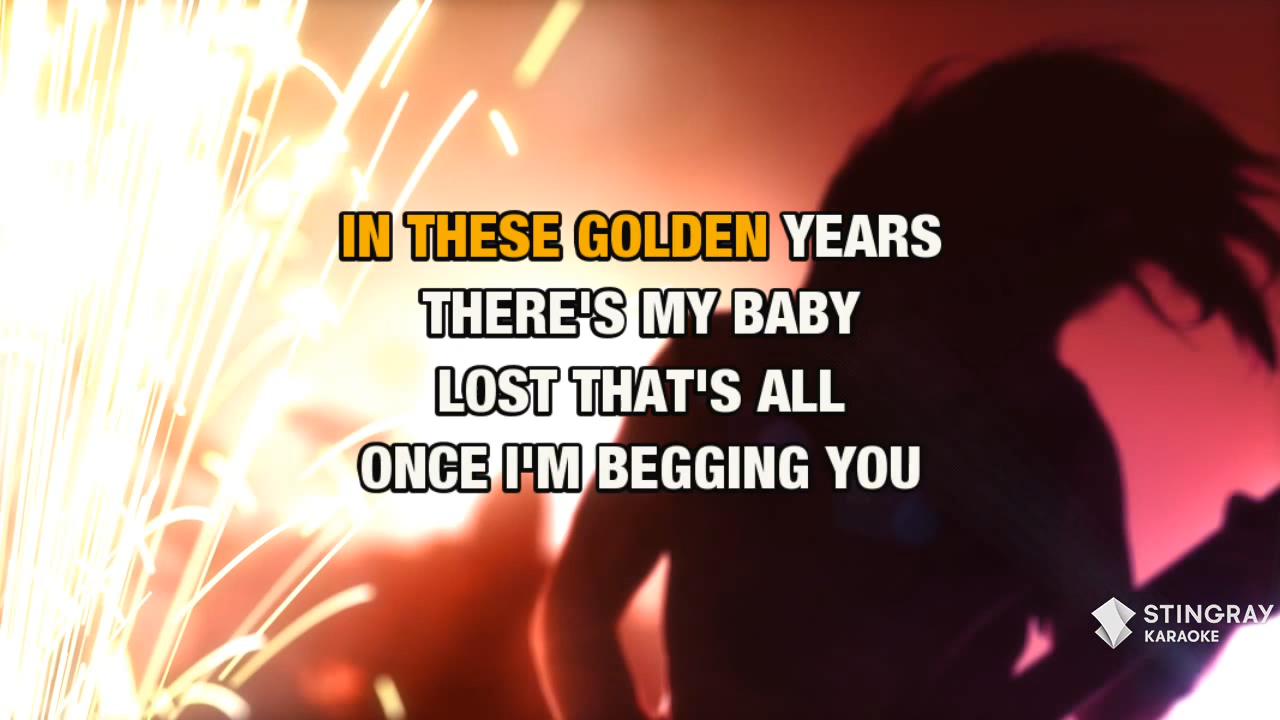 IN THESE GOLDEN YEARS
THERE'S MY BABY
LOST THAT'S ALL
ONCE I'M BEGGING YOU
STINGRAY
KARAOKE